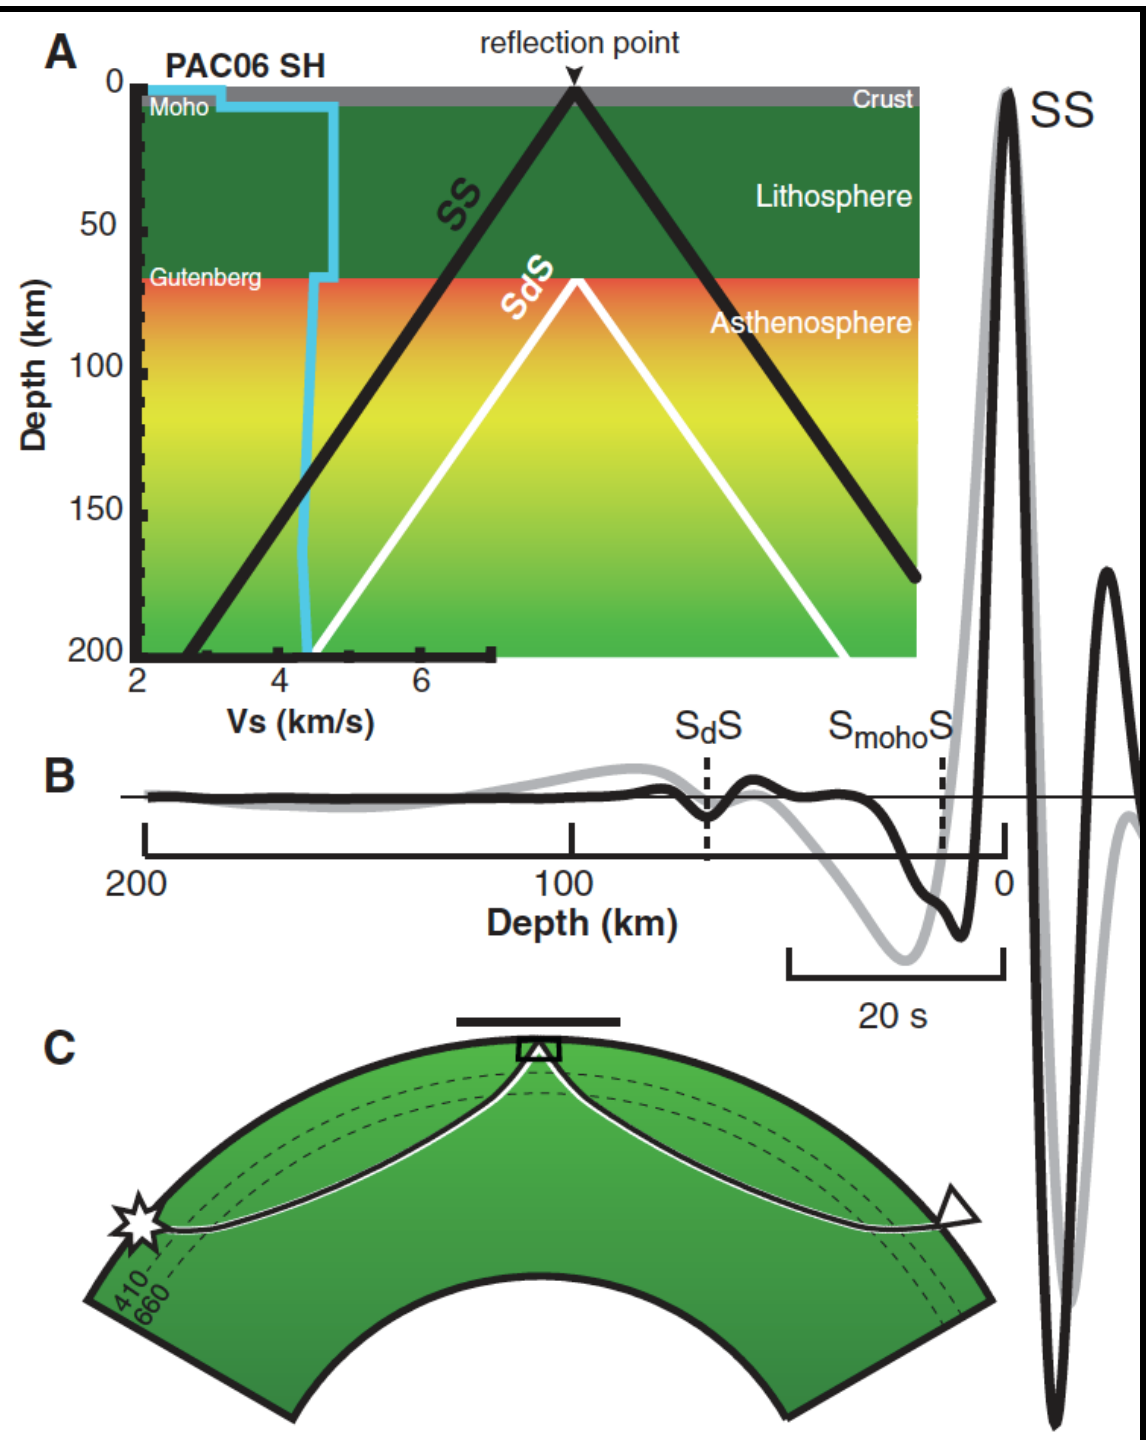 A
reflection point
PAC06 SH
0
Moho
Crust
SS
SS
Lithosphere
50
SdS
Gutenberg
Asthenosphere
Depth (km)
100
150
200
2 4 6
Vs (km/s)
SdS SmohoS
B
200 100 0
Depth (km)
20 s
C
410
660